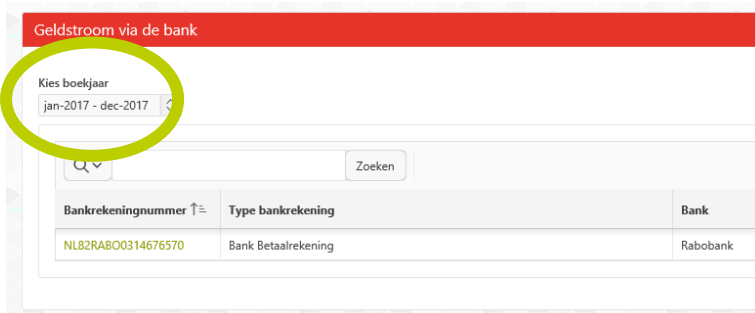 Geldstroom via de bank
Kies boekjaar
jan-2017 - dec-2017
Zoeken
Bankrekeningnummer Type bankrekening Bank
NL82RABO0314676570 Bank Betaalrekening Rabobank